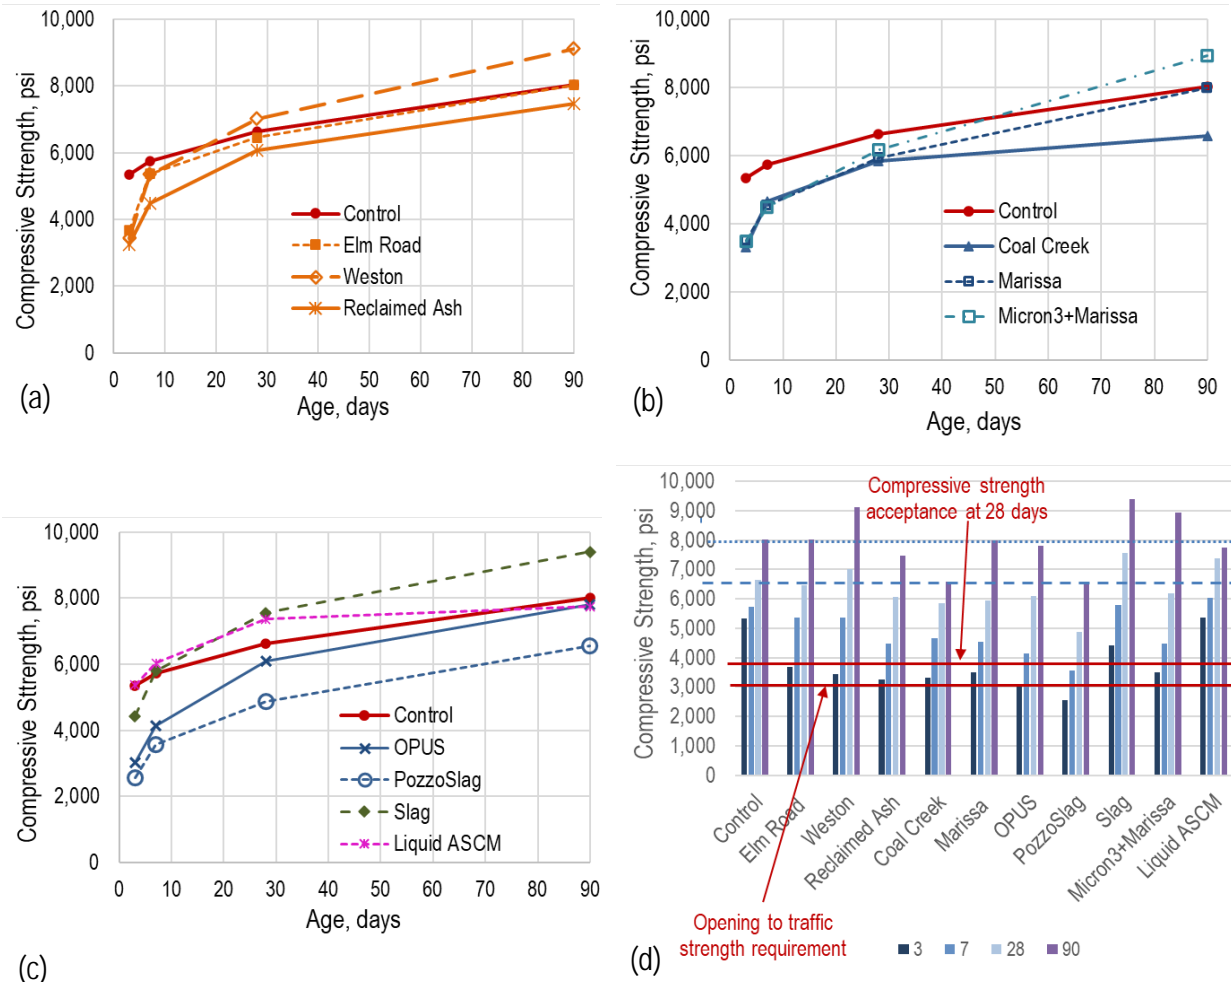 10,000
8,000
6,000
4,000
2,000
0
Compressive Sttrength, psi
Control
Elm Road
Weston
Reclaimed Ash
0 10 20 30 40 50 60 70 80 90
Age, days
(a)
10,000
8,000
6,000
4,000
2,000
0
Compressive Sttrength, psi
Control
Coal Creek
Marissa
Micron3+Marissa
0 10 20 30 40 50 60 70 80 90
Age, days
(b)
10,000
8,000
6,000
4,000
2,000
0
Compressive Sttrength, psi
Control
OPUS
PozzoSlag
Slag
Liquid ASCM
0 10 20 30 40 50 60 70 80 90
Age, days
(c)
10,000
9,000
8,000
7,000
6,000
5,000
4,000
3,000
2,000
1,000
0
Compressive Strength, psi
Compressive strength
acceptance at 28 days
Control
Elm Road
Weston
Reclaimed Ash
Coal Creek
Marissa
OPUS
PozzoSlag
Slag
Micron3+Marissa
Liquid ASCM
Opening to traffic
strength requirement
3 7 28 90
(d)